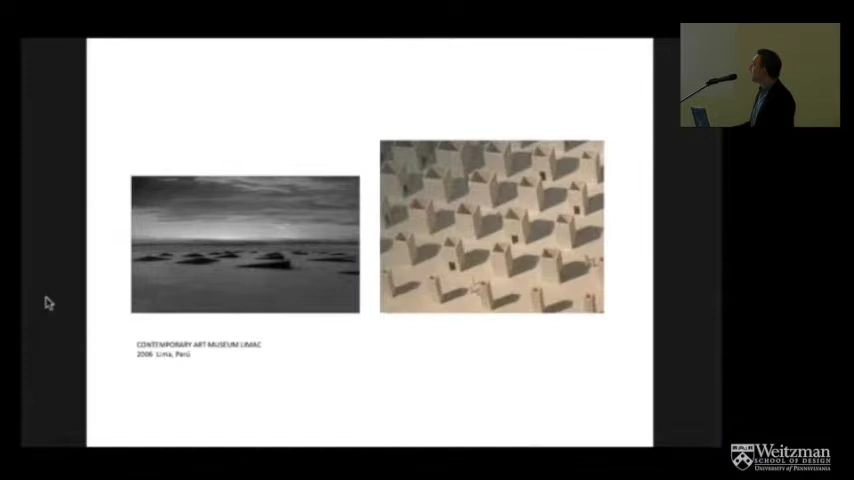 CONTEMPORARY ART MUSEUM LIMAC
2006 Lima, Perú
Weitzman
SCHOOL OF DESIGN
UNIVERSITY OF PENNSYLVANIA